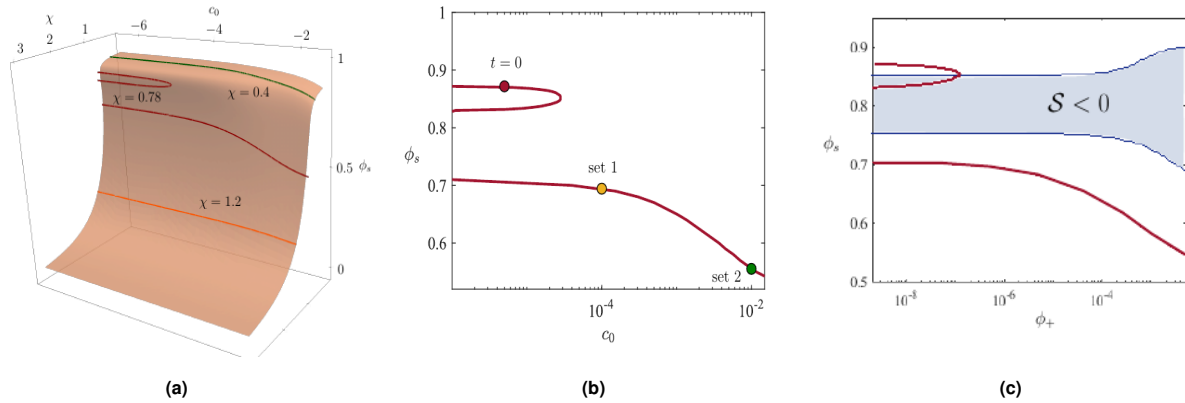 χ
c₀
3
2
1
−6
−4
−2
1
0.5
ϕₛ
0
χ = 0.4
χ = 0.78
χ = 1.2
(a)
1
0.9
0.8
0.7
0.6
ϕₛ
t = 0
set 1
set 2
10⁻⁴
10⁻²
c₀
(b)
0.9
0.8
0.7
0.6
0.5
ϕₛ
𝒮 < 0
10⁻⁸
10⁻⁶
10⁻⁴
ϕ₊
(c)